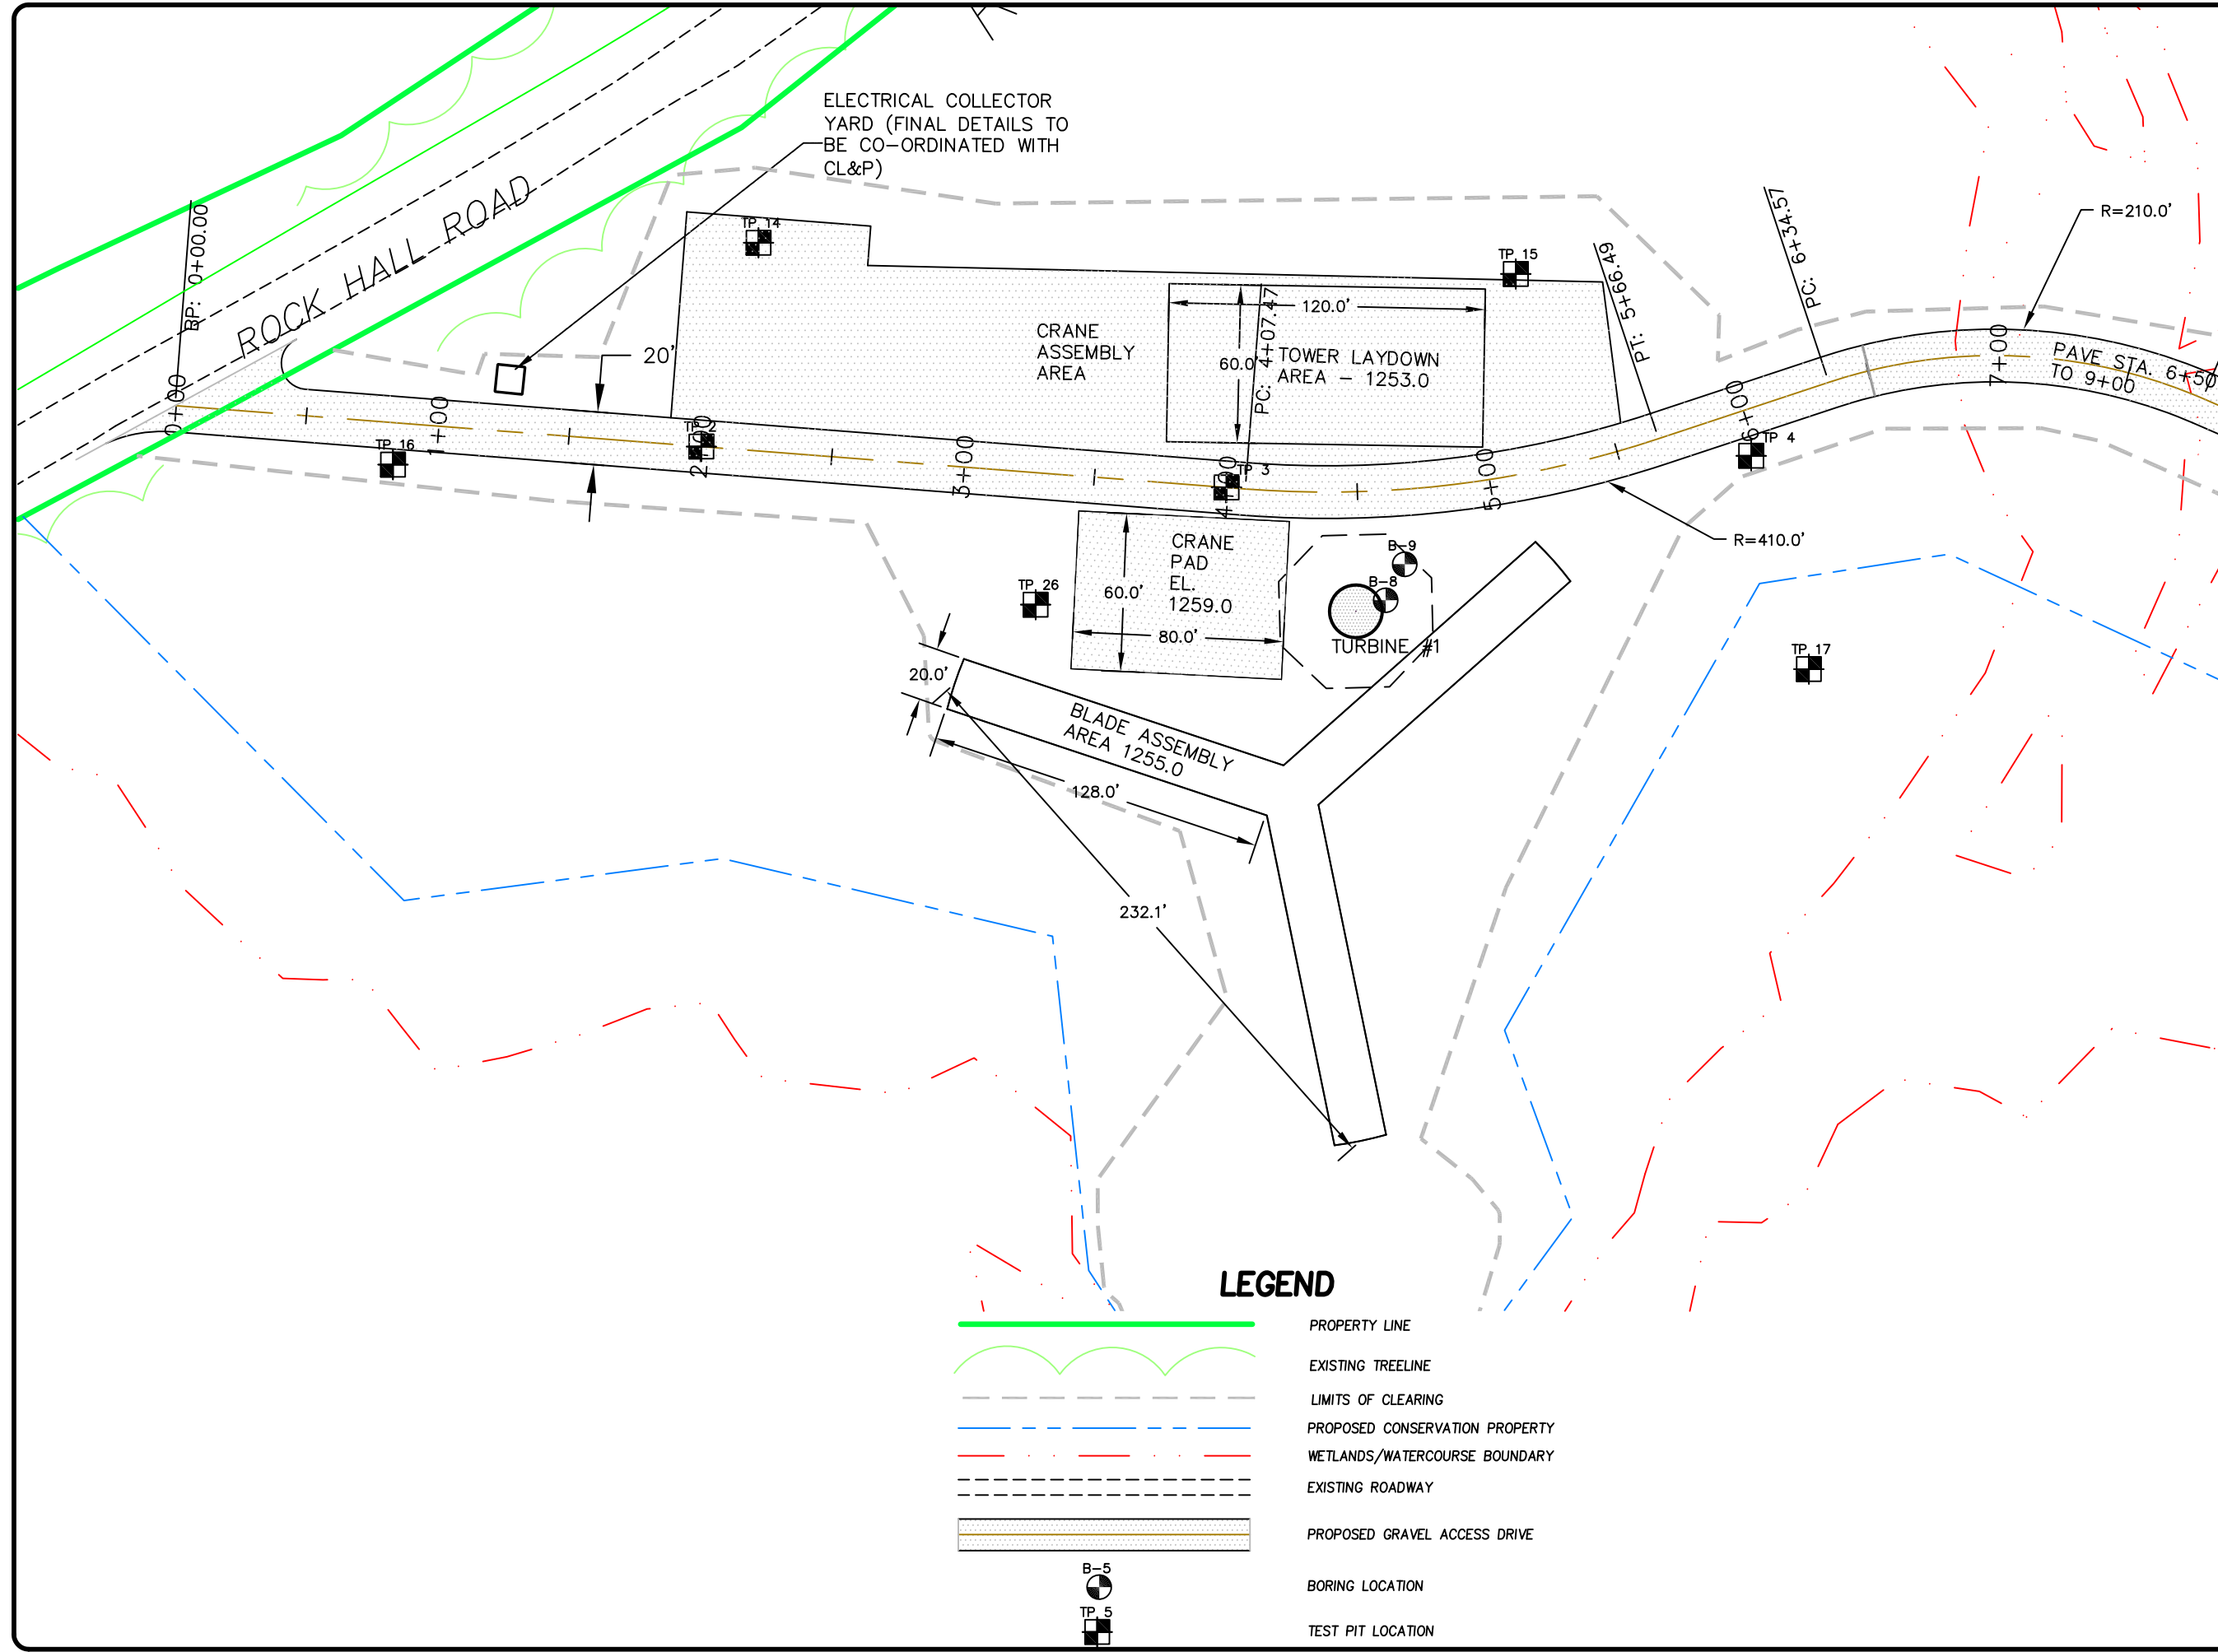 ELECTRICAL COLLECTOR
YARD (FINAL DETAILS TO
BE CO-ORDINATED WITH
CL&P)
BP: 0+00.00
ROCK HALL ROAD
TP 14
TP 15
PT: 5+66.49
PC: 6+34.57
R=210.0'
PC: 4+07.47
120.0'
60.0'
CRANE
ASSEMBLY
AREA
TOWER LAYDOWN
AREA - 1253.0
20'
7+00
PAVE STA. 6+50
TO 9+00
0+00
1+00
TP 16
TP 2
2+00
3+00
4+00
TP 3
5+00
6+00
TP 4
R=410.0'
CRANE
PAD
EL.
1259.0
60.0'
80.0'
TP 26
B-9
B-8
TURBINE #1
TP 17
20.0'
BLADE ASSEMBLY
AREA 1255.0
128.0'
232.1'
LEGEND
PROPERTY LINE
EXISTING TREELINE
LIMITS OF CLEARING
PROPOSED CONSERVATION PROPERTY
WETLANDS/WATERCOURSE BOUNDARY
EXISTING ROADWAY
PROPOSED GRAVEL ACCESS DRIVE
B-5
BORING LOCATION
TP 5
TEST PIT LOCATION